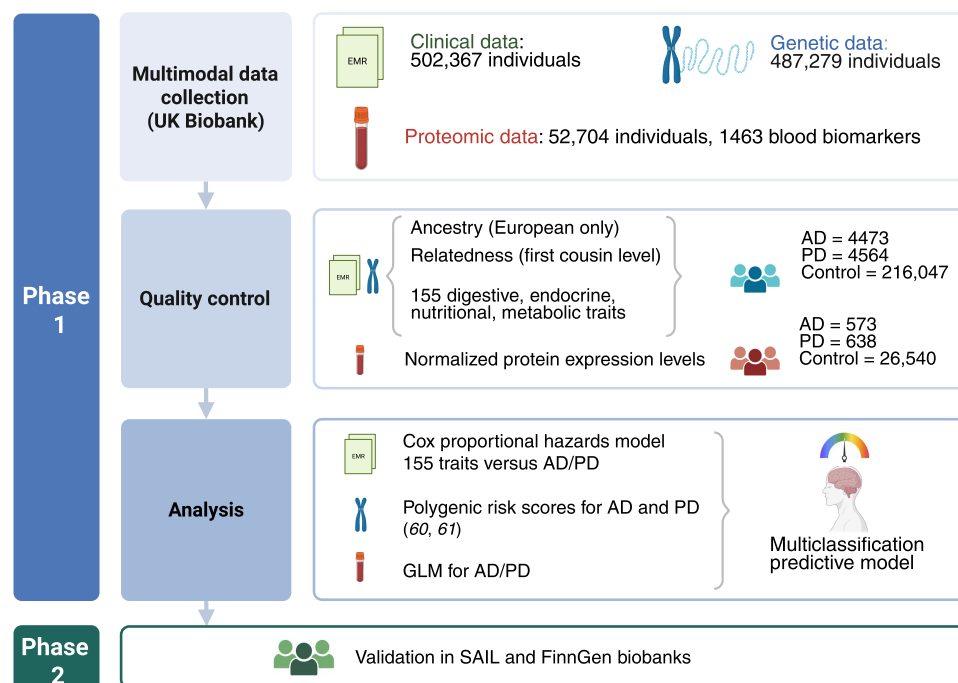 Phase
1
Multimodal data
collection
(UK Biobank)
EMR
Clinical data:
502,367 individuals
Genetic data:
487,279 individuals
Proteomic data: 52,704 individuals, 1463 blood biomarkers
Quality control
EMR
Ancestry (European only)
Relatedness (first cousin level)
155 digestive, endocrine,
nutritional, metabolic traits
AD = 4473
PD = 4564
Control = 216,047
Normalized protein expression levels
AD = 573
PD = 638
Control = 26,540
Analysis
EMR
Cox proportional hazards model
155 traits versus AD/PD
Polygenic risk scores for AD and PD
(60, 61)
GLM for AD/PD
Multiclassification
predictive model
Phase
2
Validation in SAIL and FinnGen biobanks